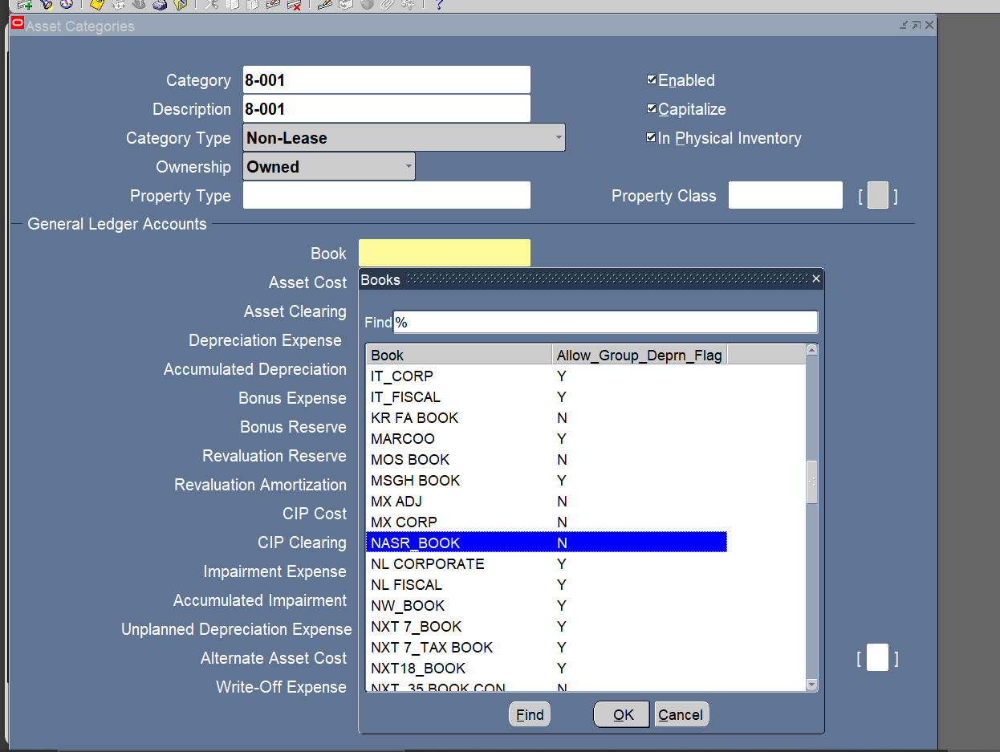 Asset Categories
Category 8-001 Enabled
Description 8-001 Capitalize
Category Type Non-Lease In Physical Inventory
Ownership Owned
Property Type Property Class [ ]
General Ledger Accounts
Book
Asset Cost
Asset Clearing
Depreciation Expense
Accumulated Depreciation
Bonus Expense
Bonus Reserve
Revaluation Reserve
Revaluation Amortization
CIP Cost
CIP Clearing
Impairment Expense
Accumulated Impairment
Unplanned Depreciation Expense
Alternate Asset Cost [ ]
Write-Off Expense
Books
Find %
Book Allow_Group_Deprn_Flag
IT_CORP Y
IT_FISCAL Y
KR FA BOOK N
MARCOO Y
MOS BOOK N
MSGH BOOK Y
MX ADJ N
MX CORP N
NASR_BOOK N
NL CORPORATE Y
NL FISCAL Y
NW_BOOK Y
NXT 7_BOOK Y
NXT 7_TAX BOOK Y
NXT18_BOOK Y
NXT_35 BOOK CON N
Find OK Cancel